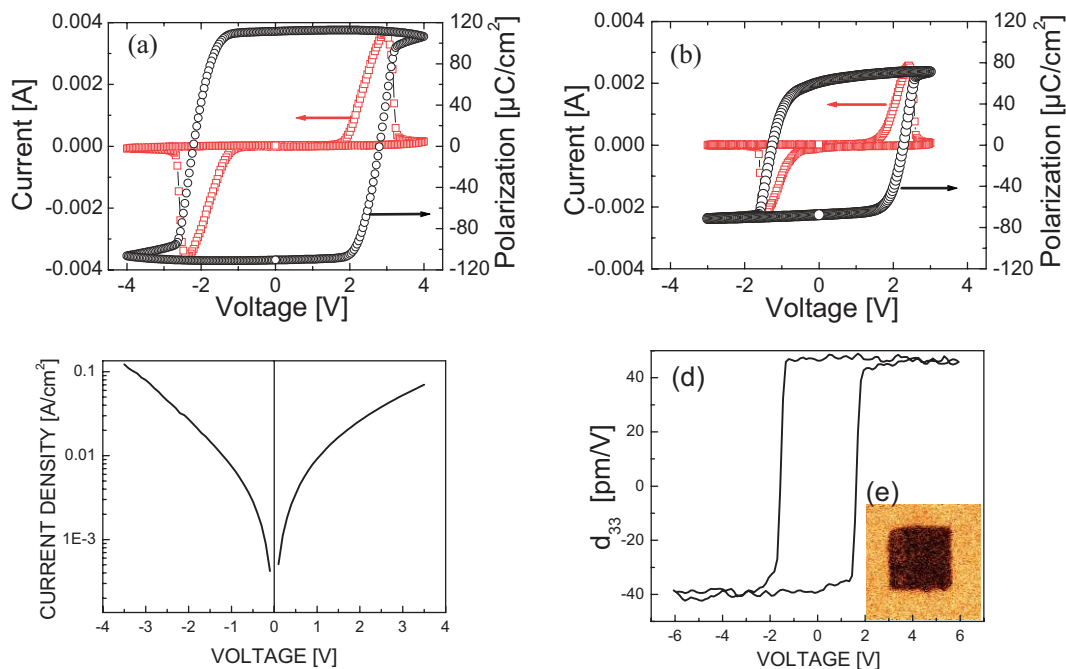 (a)
Current [A]
0.004
0.002
0.000
-0.002
-0.004
-4 -2 0 2 4
Voltage [V]
120
80
40
0
-40
-80
-120
Polarization [µC/cm²]
(b)
Current [A]
0.004
0.002
0.000
-0.002
0.004
-4 -2 0 2 4
Voltage [V]
120
80
40
0
-40
-80
-120
Polarization [µC/cm²]
CURRENT DENSITY [A/cm²]
0.1
0.01
1E-3
-4 -3 -2 -1 0 1 2 3 4
VOLTAGE [V]
(d)
d₃₃ [pm/V]
40
20
0
-20
-40
-6 -4 -2 0 2 4 6
VOLTAGE [V]
(e)